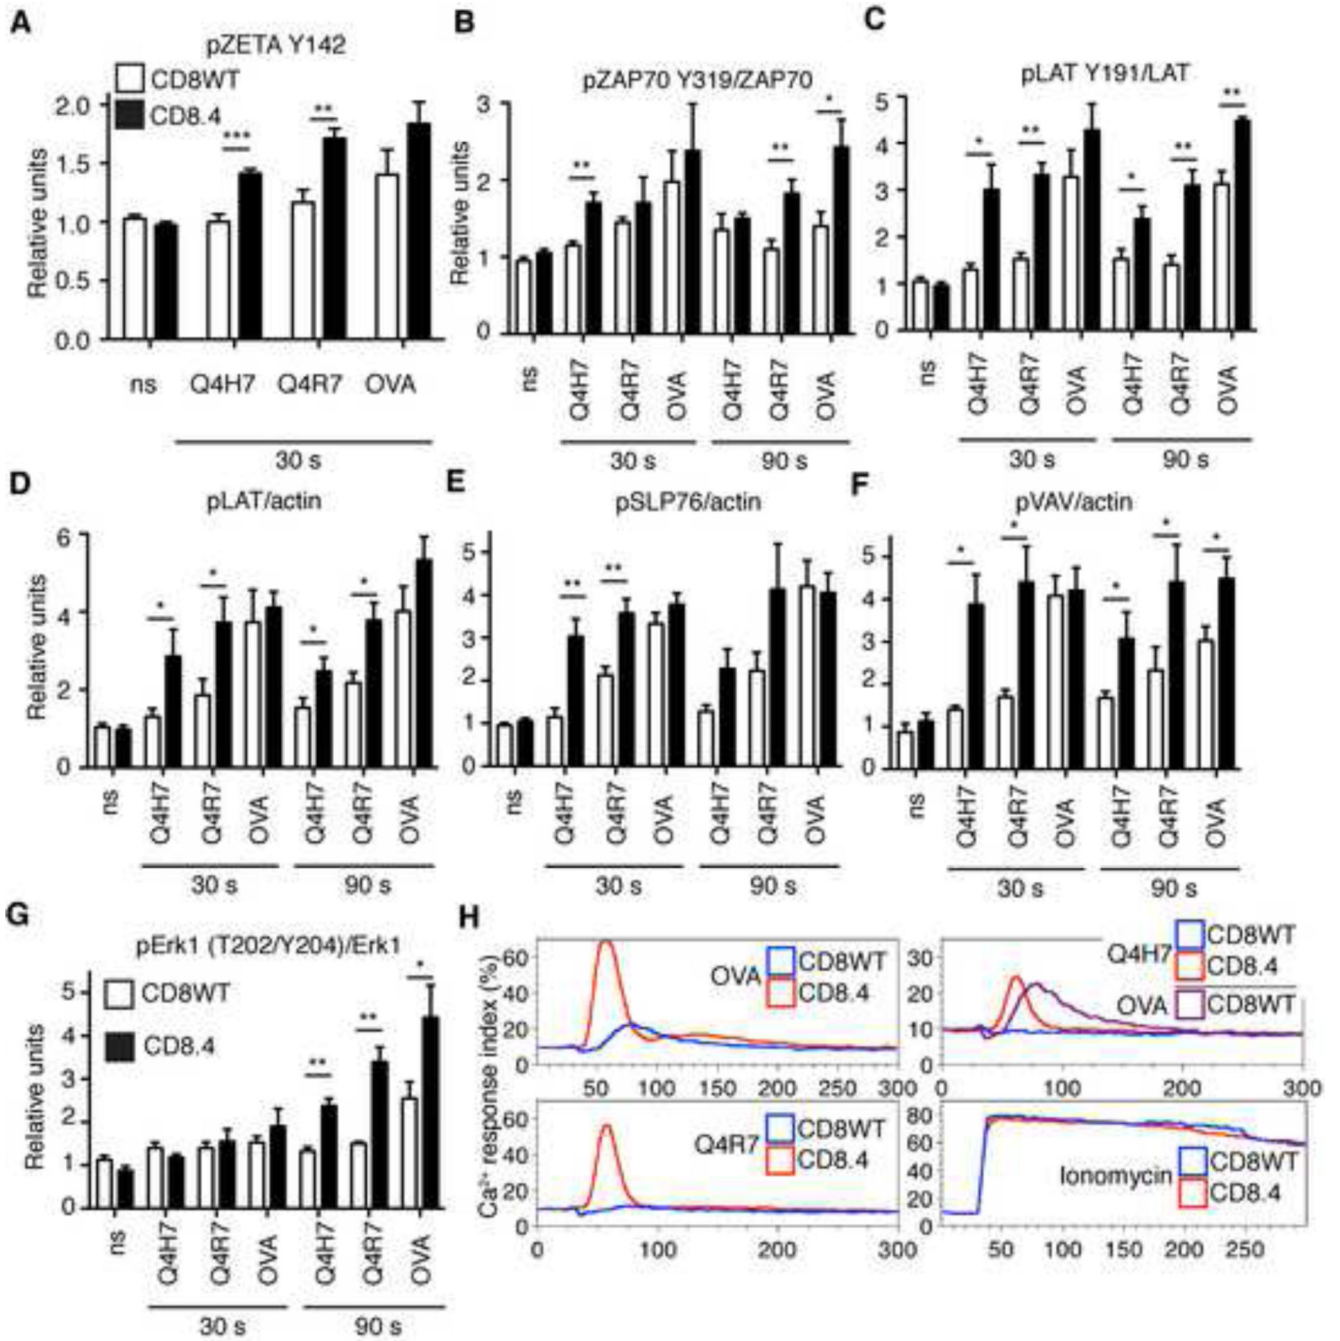 A
pZETA Y142
CD8WT
CD8.4
Relative units
2.0
1.5
1.0
0.5
0.0
***
**
ns Q4H7 Q4R7 OVA
30 s
B
pZAP70 Y319/ZAP70
Relative units
3
2
1
0
**
**
*
ns Q4H7 Q4R7 OVA Q4H7 Q4R7 OVA
30 s 90 s
C
pLAT Y191/LAT
5
4
3
2
1
0
*
**
*
**
**
ns Q4H7 Q4R7 OVA Q4H7 Q4R7 OVA
30 s 90 s
D
pLAT/actin
Relative units
6
4
2
0
*
*
*
*
ns Q4H7 Q4R7 OVA Q4H7 Q4R7 OVA
30 s 90 s
E
pSLP76/actin
5
4
3
2
1
0
**
**
ns Q4H7 Q4R7 OVA Q4H7 Q4R7 OVA
30 s 90 s
F
pVAV/actin
5
4
3
2
1
0
*
*
*
*
*
ns Q4H7 Q4R7 OVA Q4H7 Q4R7 OVA
30 s 90 s
G
pErk1 (T202/Y204)/Erk1
CD8WT
CD8.4
Relative units
5
4
3
2
1
0
**
**
*
ns Q4H7 Q4R7 OVA Q4H7 Q4R7 OVA
30 s 90 s
H
Ca²⁺ response index (%)
60
40
20
0
OVA CD8WT
CD8.4
50 100 150 200 250 300
30
20
10
0
Q4H7 CD8WT
CD8.4
OVA CD8WT
0 100 200 300
60
40
20
0
Q4R7 CD8WT
CD8.4
0 100 200 300
80
60
40
20
0
Ionomycin CD8WT
CD8.4
50 100 150 200 250